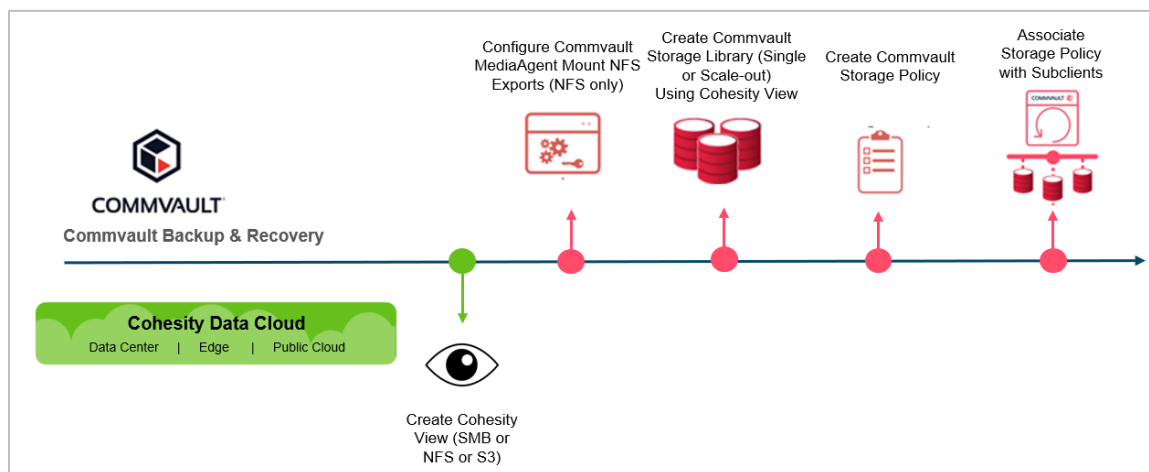 Configure Commvault
MediaAgent Mount NFS
Exports (NFS only)
Create Commvault
Storage Library (Single
or Scale-out)
Using Cohesity View
Create Commvault
Storage Policy
Associate
Storage Policy
with Subclients
COMMVAULT
COMMVAULT
Commvault Backup & Recovery
Cohesity Data Cloud
Data Center | Edge | Public Cloud
Create Cohesity
View (SMB or
NFS or S3)